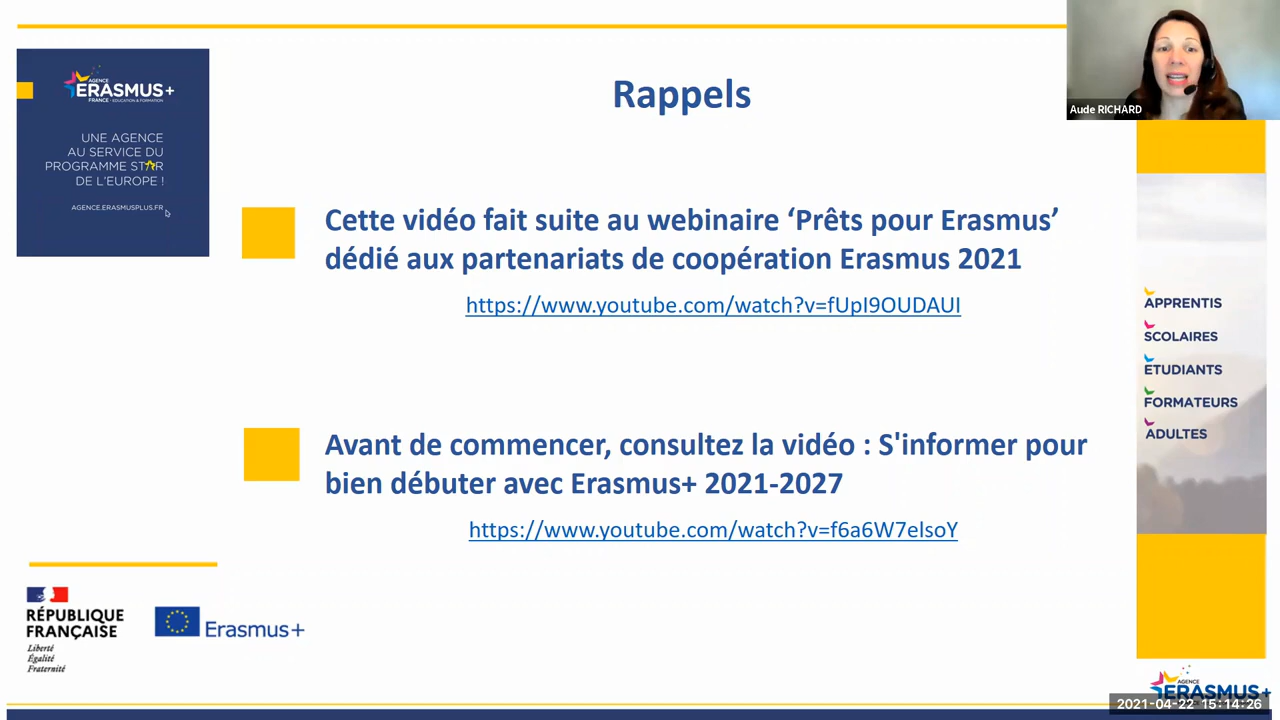 AGENCE
ERASMUS+
FRANCE - EDUCATION & FORMATION
UNE AGENCE
AU SERVICE DU
PROGRAMME STAR
DE L'EUROPE !
AGENCE.ERASMUSPLUS.FR
Rappels
Aude RICHARD
Cette vidéo fait suite au webinaire ‘Prêts pour Erasmus’
dédié aux partenariats de coopération Erasmus 2021
https://www.youtube.com/watch?v=fUpI9OUDAUI
Avant de commencer, consultez la vidéo : S'informer pour
bien débuter avec Erasmus+ 2021-2027
https://www.youtube.com/watch?v=f6a6W7elsoY
APPRENTIS
SCOLAIRES
ETUDIANTS
FORMATEURS
ADULTES
RÉPUBLIQUE
FRANÇAISE
Liberté
Égalité
Fraternité
Erasmus+
AGENCE
ERASMUS+
2021-04-22 15:14:26